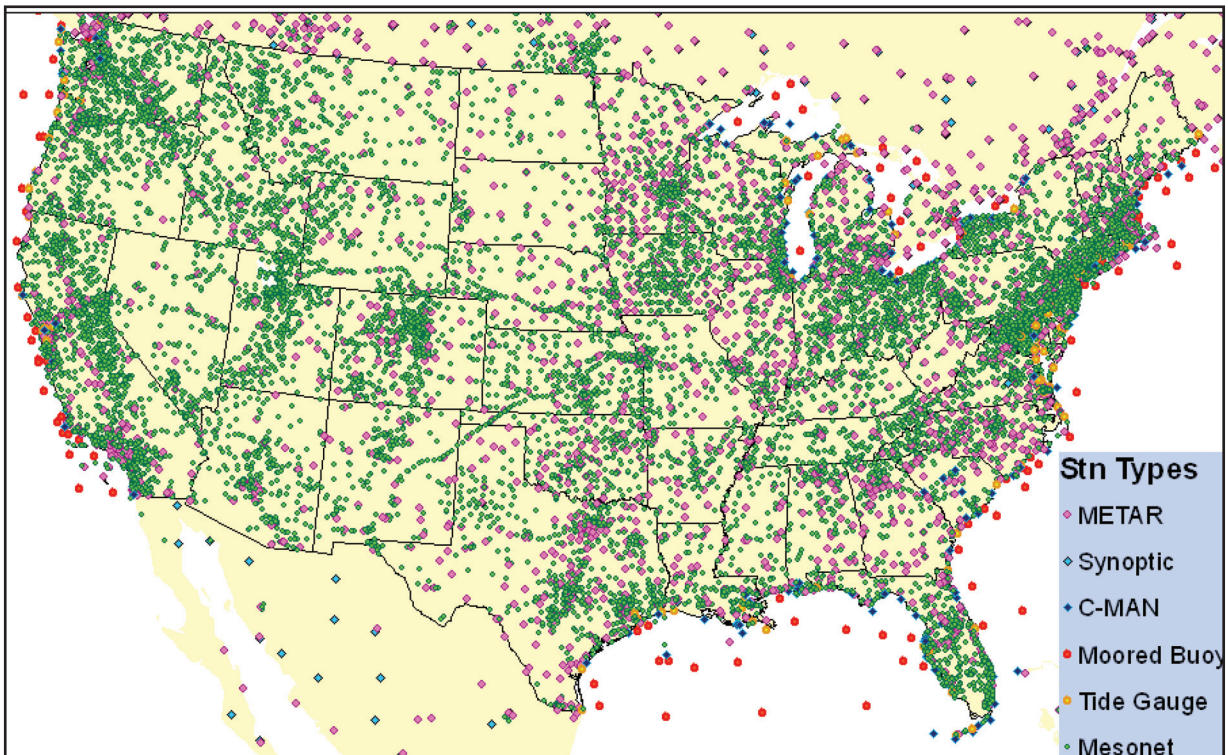 Stn Types
METAR
Synoptic
C-MAN
Moored Buoy
Tide Gauge
Mesonet